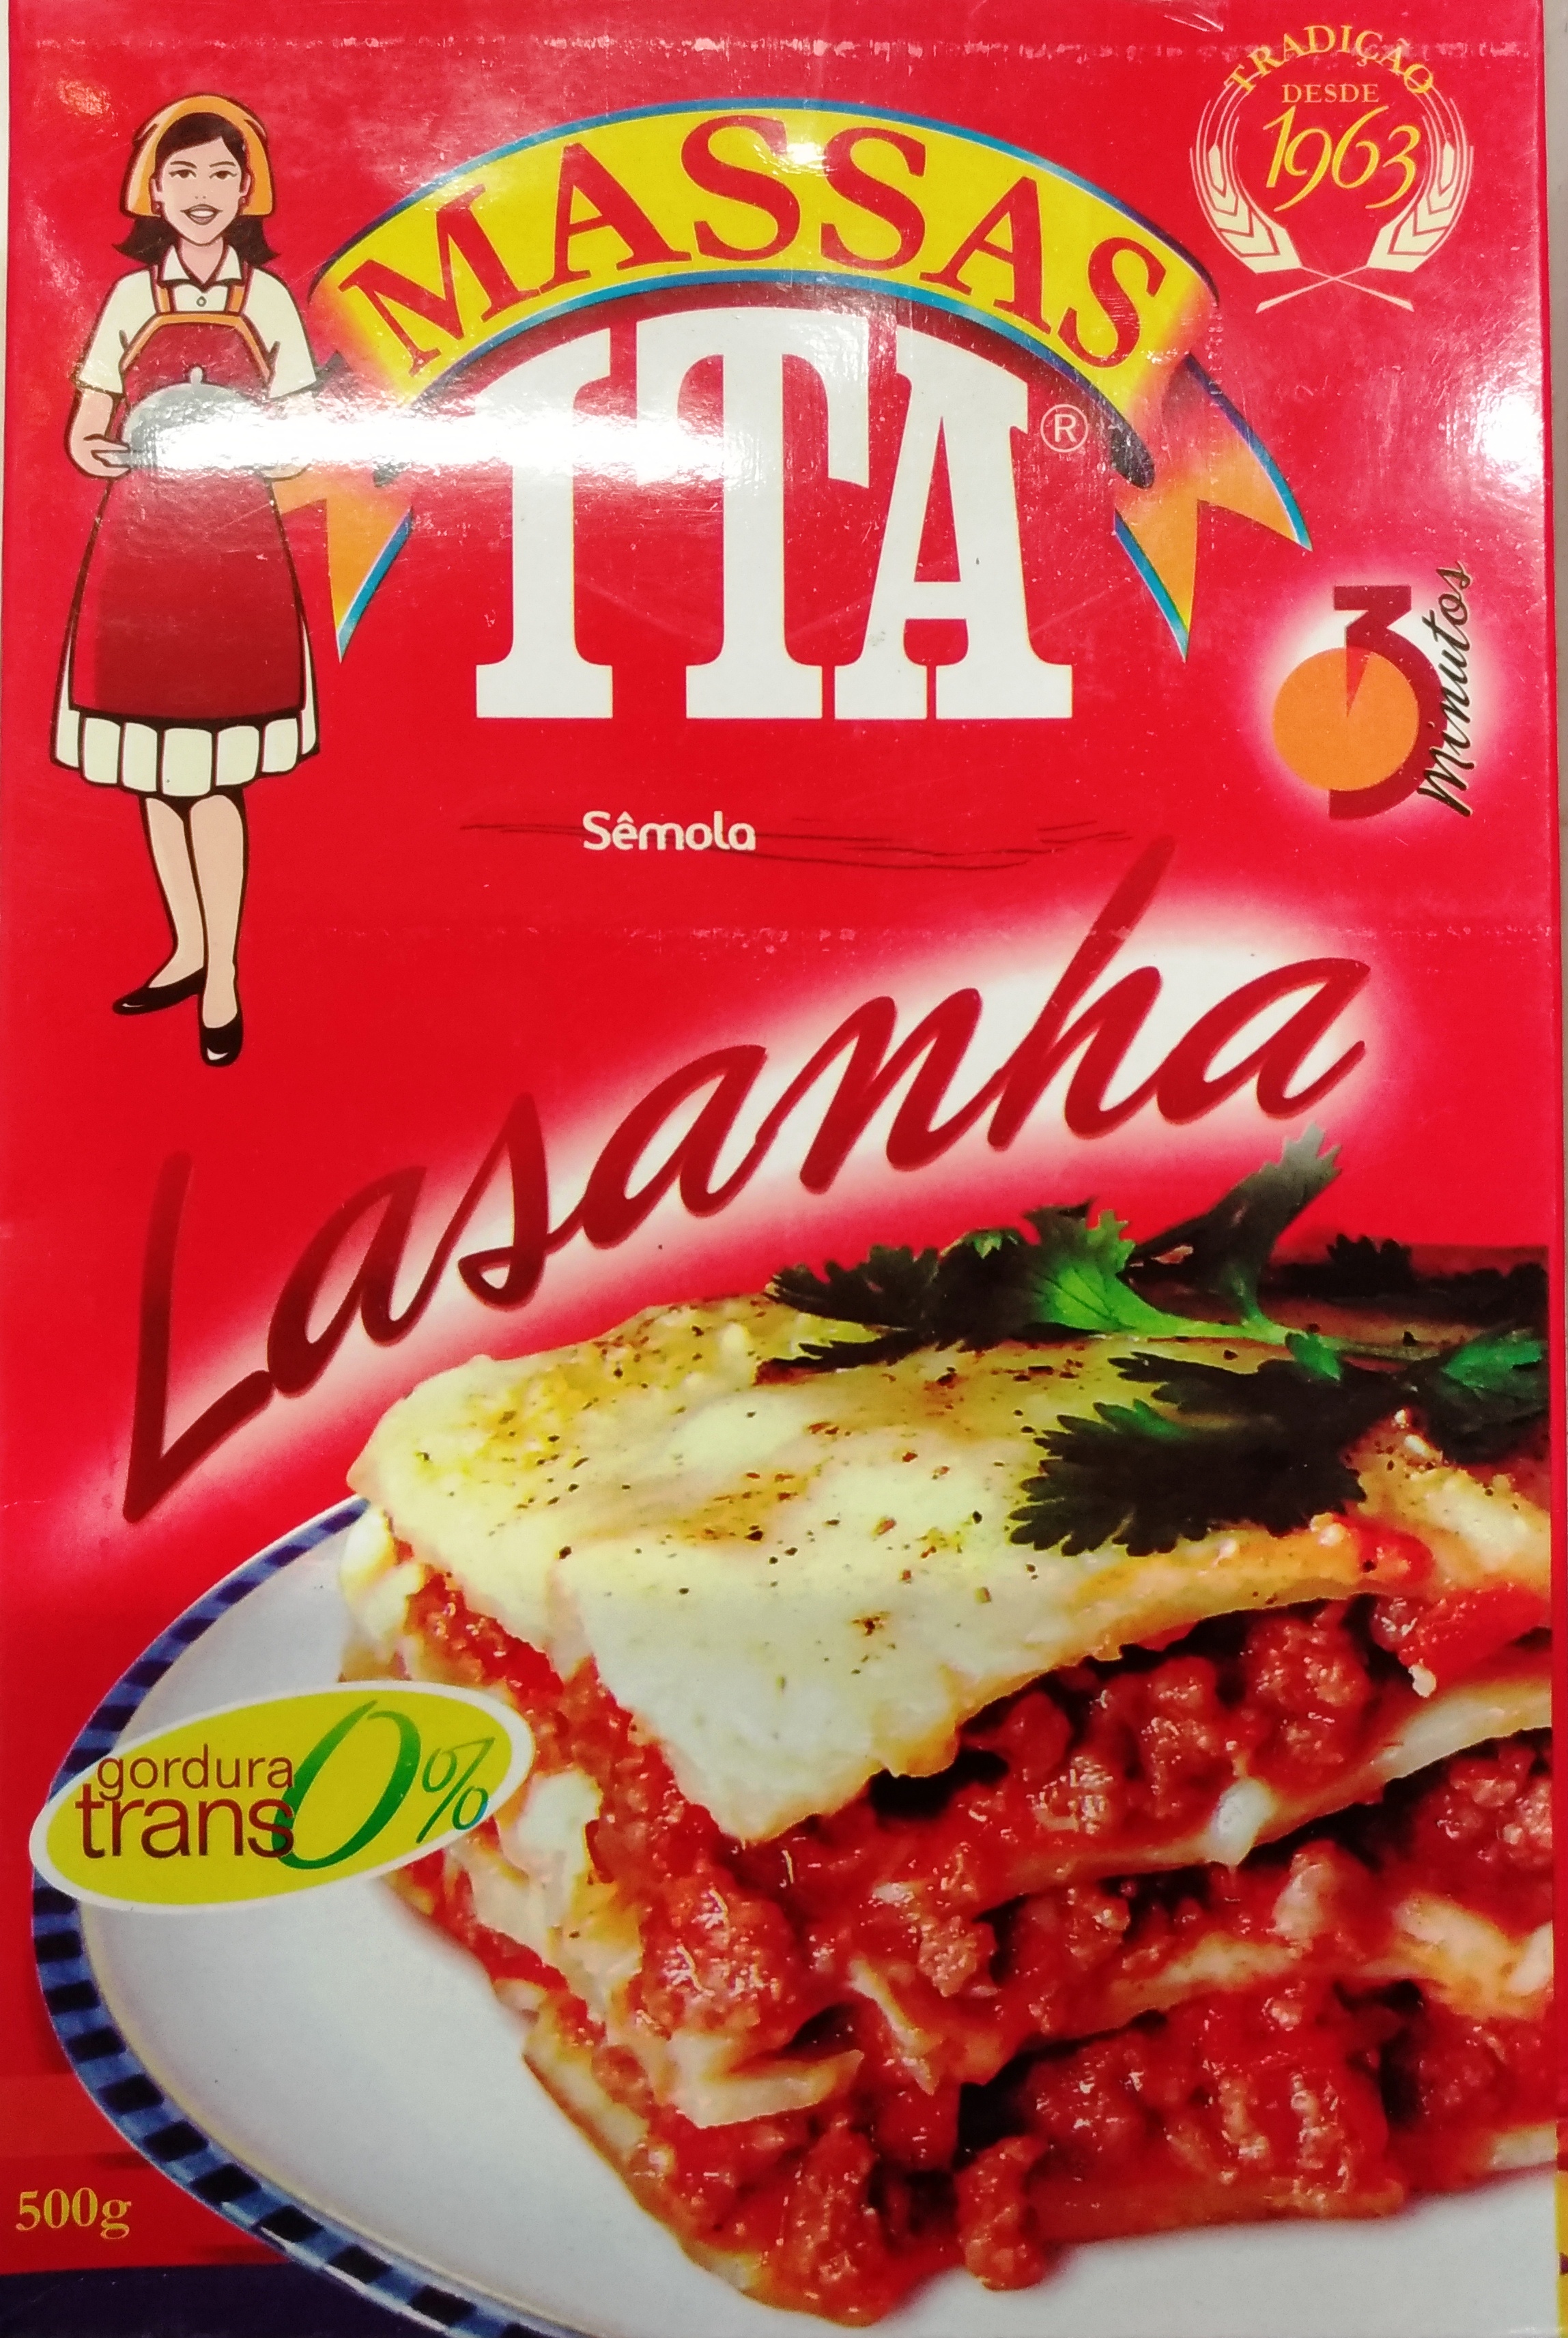 TRADIÇÃO
DESDE
1963
MASSAS
ITA®
3
minutos
Sêmola
Lasanha
gordura
trans 0%
500g